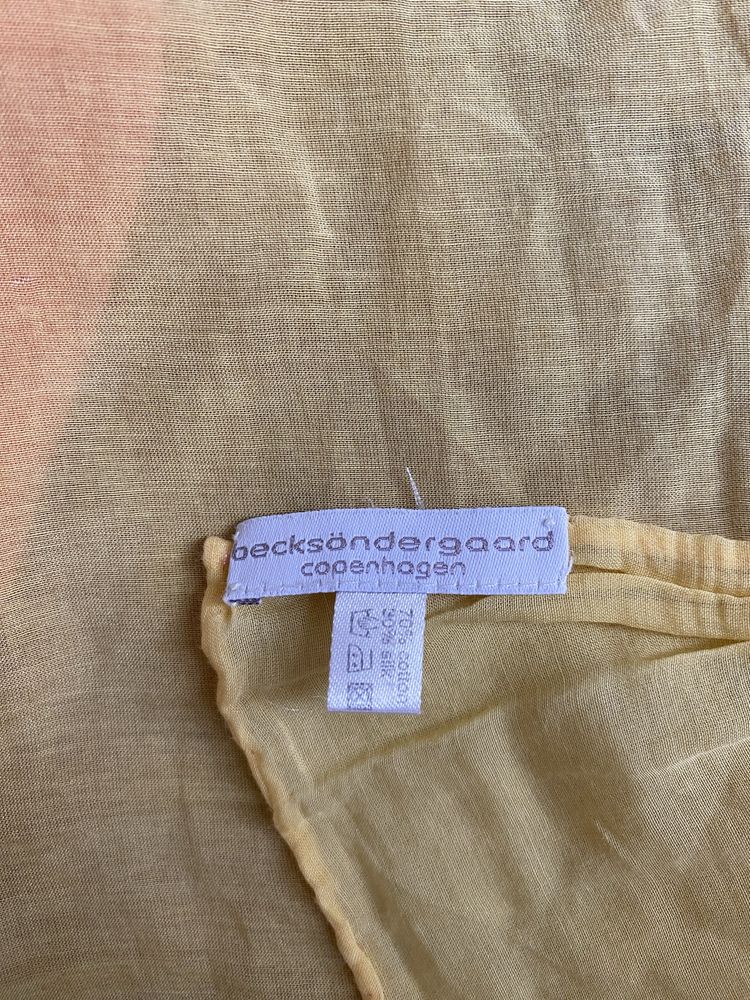 becksöndergaard
copenhagen
70% cotton
30% silk